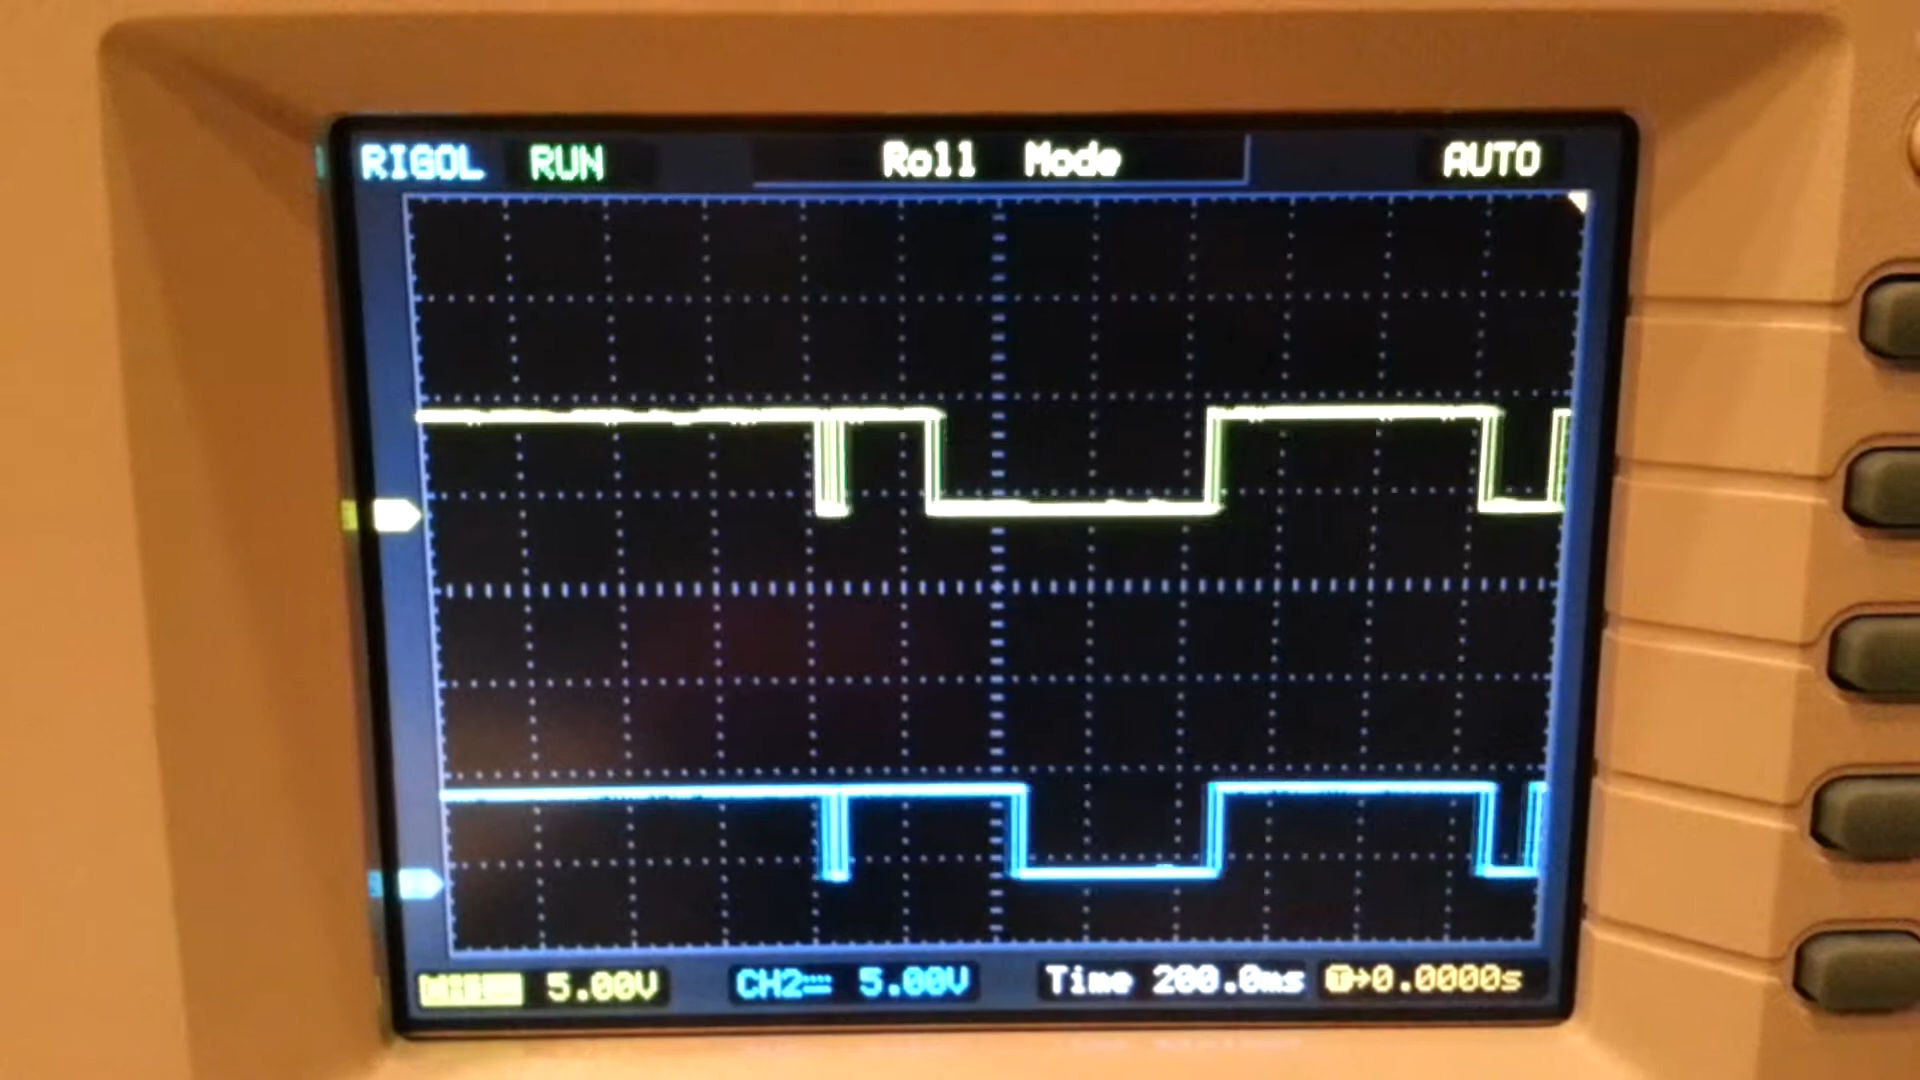 RIGOL RUN Roll Mode AUTO
5.00V CH2 5.00V Time 200.0ms T→0.0000s